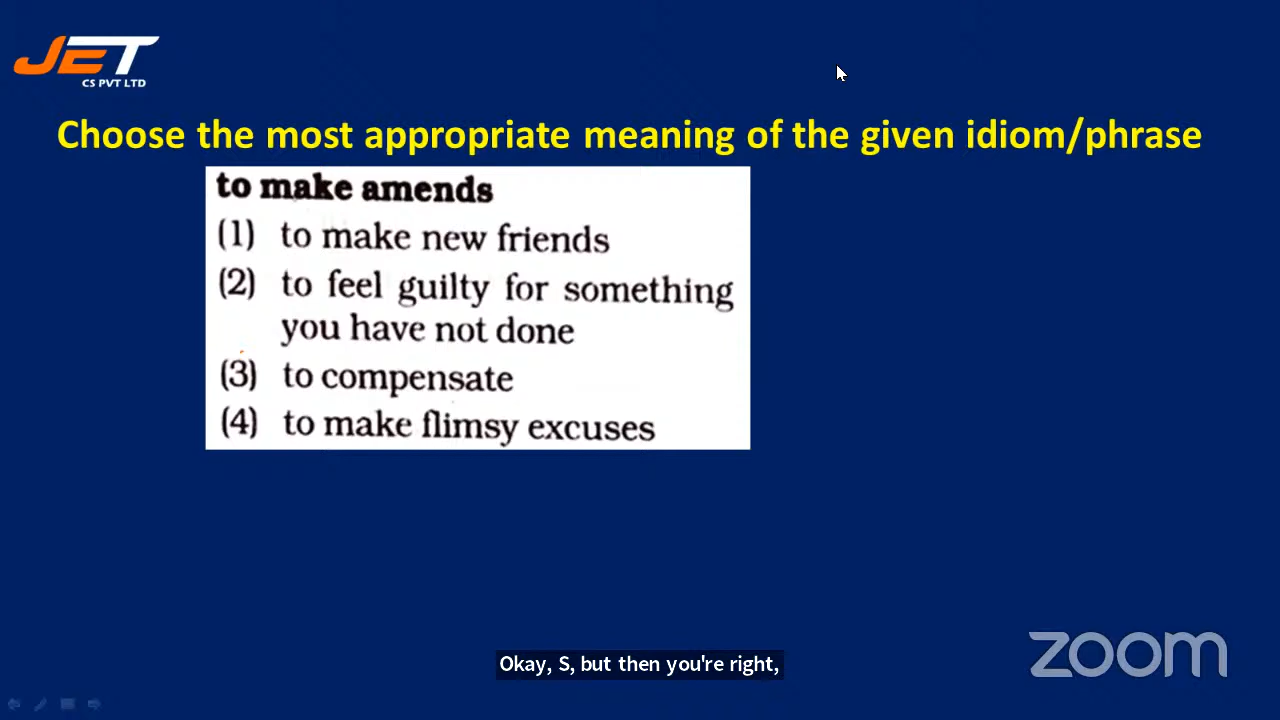 JET
CS PVT LTD
Choose the most appropriate meaning of the given idiom/phrase
to make amends
(1) to make new friends
(2) to feel guilty for something
you have not done
(3) to compensate
(4) to make flimsy excuses
Okay, S, but then you're right,
zoom